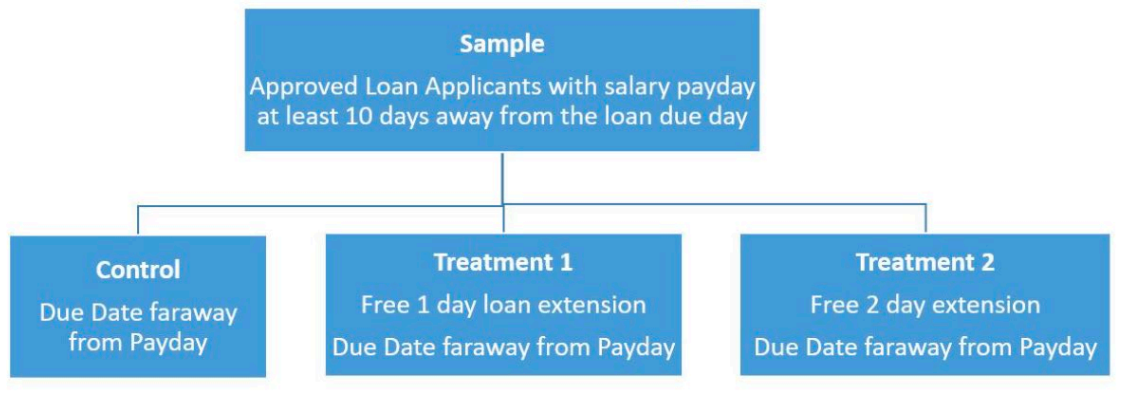 Sample
Approved Loan Applicants with salary payday
at least 10 days away from the loan due day
Control
Due Date faraway
from Payday
Treatment 1
Free 1 day loan extension
Due Date faraway from Payday
Treatment 2
Free 2 day extension
Due Date faraway from Payday